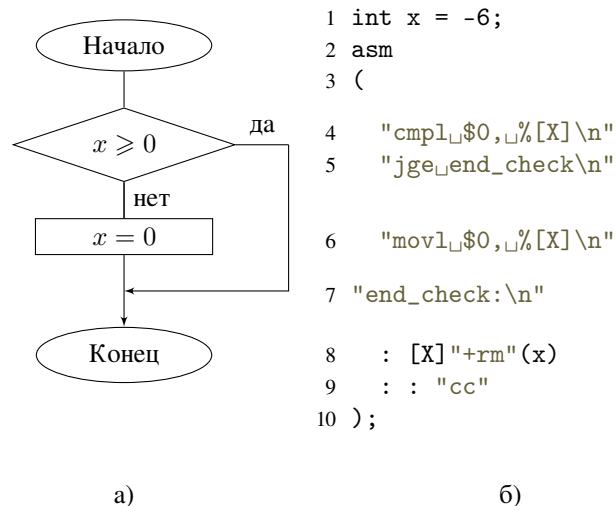 Начало
x ⩾ 0
да
нет
x = 0
Конец
а)
1 int x = -6;
2 asm
3 (
4 "cmpl␣$0,␣%[X]\n"
5 "jge␣end_check\n"
6 "movl␣$0,␣%[X]\n"
7 "end_check:\n"
8 : [X]"+rm"(x)
9 : : "cc"
10 );
б)